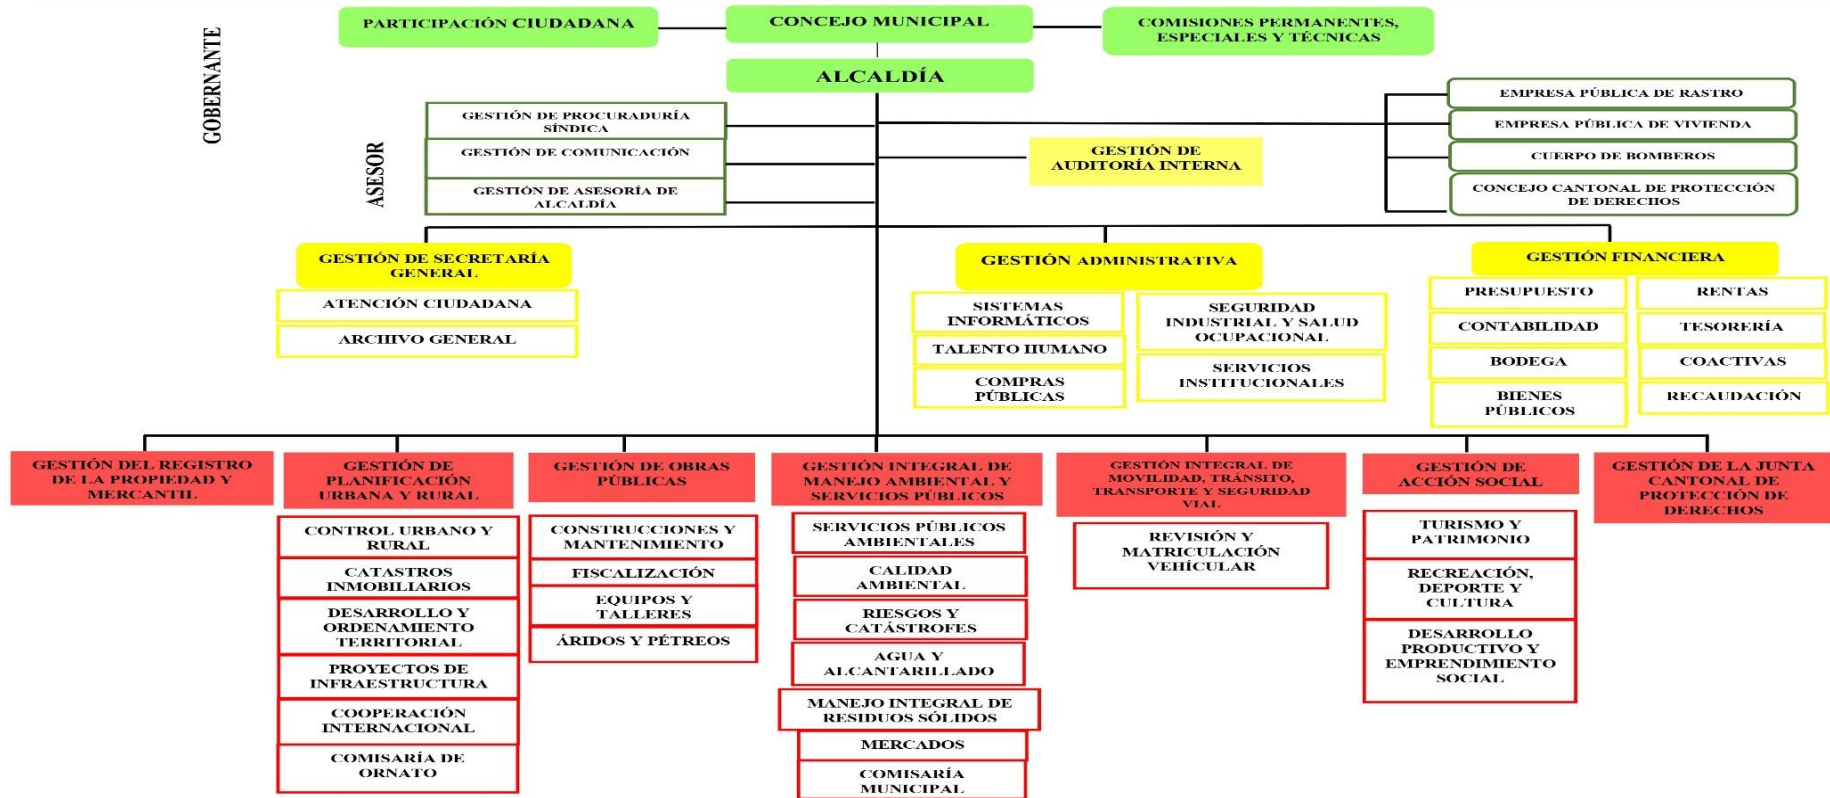 GOBERNANTE
PARTICIPACIÓN CIUDADANA
CONCEJO MUNICIPAL
COMISIONES PERMANENTES,
ESPECIALES Y TÉCNICAS
ALCALDÍA
ASESOR
GESTIÓN DE PROCURADURÍA
SÍNDICA
GESTIÓN DE COMUNICACIÓN
GESTIÓN DE ASESORÍA DE
ALCALDÍA
GESTIÓN DE
AUDITORÍA INTERNA
EMPRESA PÚBLICA DE RASTRO
EMPRESA PÚBLICA DE VIVIENDA
CUERPO DE BOMBEROS
CONCEJO CANTONAL DE PROTECCIÓN
DE DERECHOS
GESTIÓN DE SECRETARÍA
GENERAL
ATENCIÓN CIUDADANA
ARCHIVO GENERAL
GESTIÓN ADMINISTRATIVA
SISTEMAS
INFORMÁTICOS
TALENTO HUMANO
COMPRAS
PÚBLICAS
SEGURIDAD
INDUSTRIAL Y SALUD
OCUPACIONAL
SERVICIOS
INSTITUCIONALES
GESTIÓN FINANCIERA
PRESUPUESTO
CONTABILIDAD
BODEGA
BIENES
PÚBLICOS
RENTAS
TESORERÍA
COACTIVAS
RECAUDACIÓN
GESTIÓN DEL REGISTRO
DE LA PROPIEDAD Y
MERCANTIL
GESTIÓN DE
PLANIFICACIÓN
URBANA Y RURAL
CONTROL URBANO Y
RURAL
CATASTROS
INMOBILIARIOS
DESARROLLO Y
ORDENAMIENTO
TERRITORIAL
PROYECTOS DE
INFRAESTRUCTURA
COOPERACIÓN
INTERNACIONAL
COMISARÍA DE
ORNATO
GESTIÓN DE OBRAS
PÚBLICAS
CONSTRUCCIONES Y
MANTENIMIENTO
FISCALIZACIÓN
EQUIPOS Y
TALLERES
ÁRIDOS Y PÉTREOS
GESTIÓN INTEGRAL DE
MANEJO AMBIENTAL Y
SERVICIOS PÚBLICOS
SERVICIOS PÚBLICOS
AMBIENTALES
CALIDAD
AMBIENTAL
RIESGOS Y
CATÁSTROFES
AGUA Y
ALCANTARILLADO
MANEJO INTEGRAL DE
RESIDUOS SÓLIDOS
MERCADOS
COMISARÍA
MUNICIPAL
GESTIÓN INTEGRAL DE
MOVILIDAD, TRÁNSITO,
TRANSPORTE Y SEGURIDAD
VIAL
REVISIÓN Y
MATRICULACIÓN
VEHÍCULAR
GESTIÓN DE
ACCIÓN SOCIAL
TURISMO Y
PATRIMONIO
RECREACIÓN,
DEPORTE Y
CULTURA
DESARROLLO
PRODUCTIVO Y
EMPRENDIMIENTO
SOCIAL
GESTIÓN DE LA JUNTA
CANTONAL DE
PROTECCIÓN DE
DERECHOS